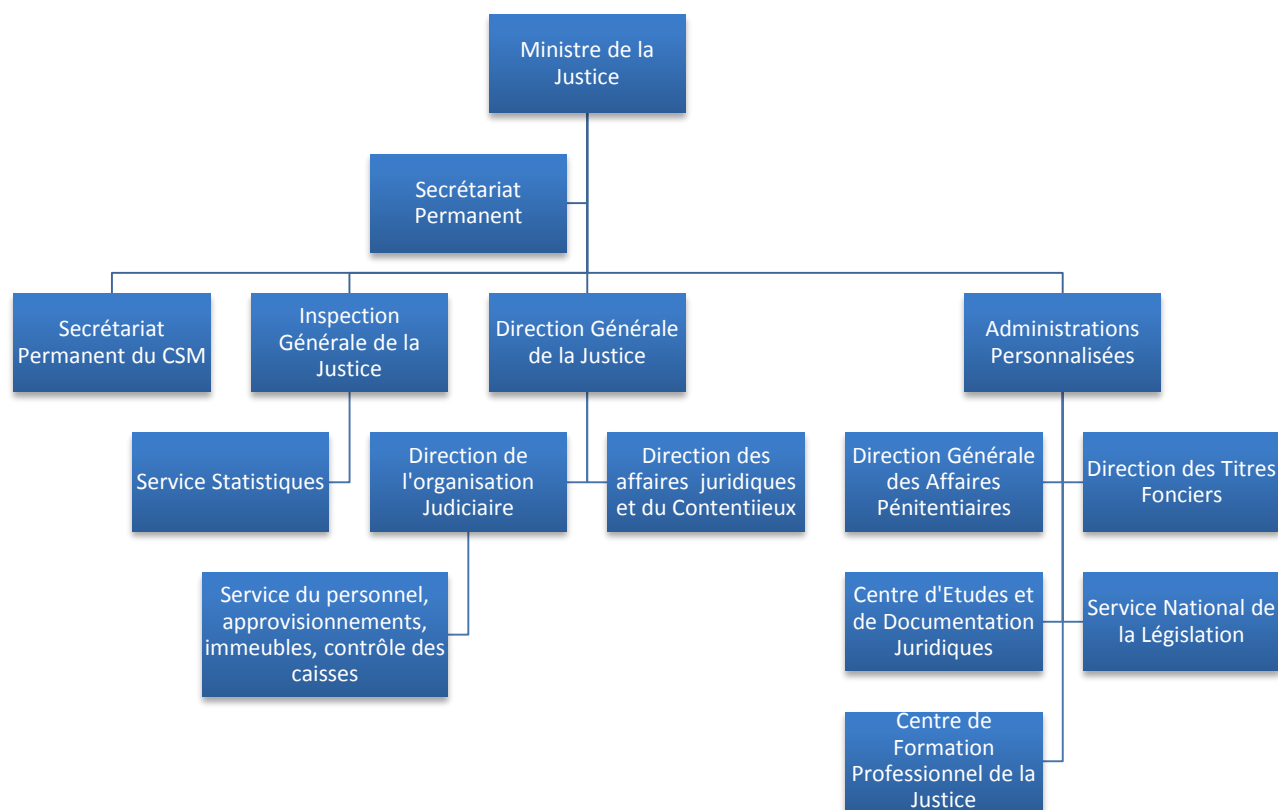 Ministre de la
Justice
Secrétariat
Permanent
Secrétariat
Permanent du CSM
Inspection
Générale de la
Justice
Direction Générale
de la Justice
Administrations
Personnalisées
Service Statistiques
Direction de
l'organisation
Judiciaire
Direction des
affaires juridiques
et du Contentiieux
Direction Générale
des Affaires
Pénitentiaires
Direction des Titres
Fonciers
Service du personnel,
approvisionnements,
immeubles, contrôle des
caisses
Centre d'Etudes et
de Documentation
Juridiques
Service National de
la Législation
Centre de
Formation
Professionnel de la
Justice